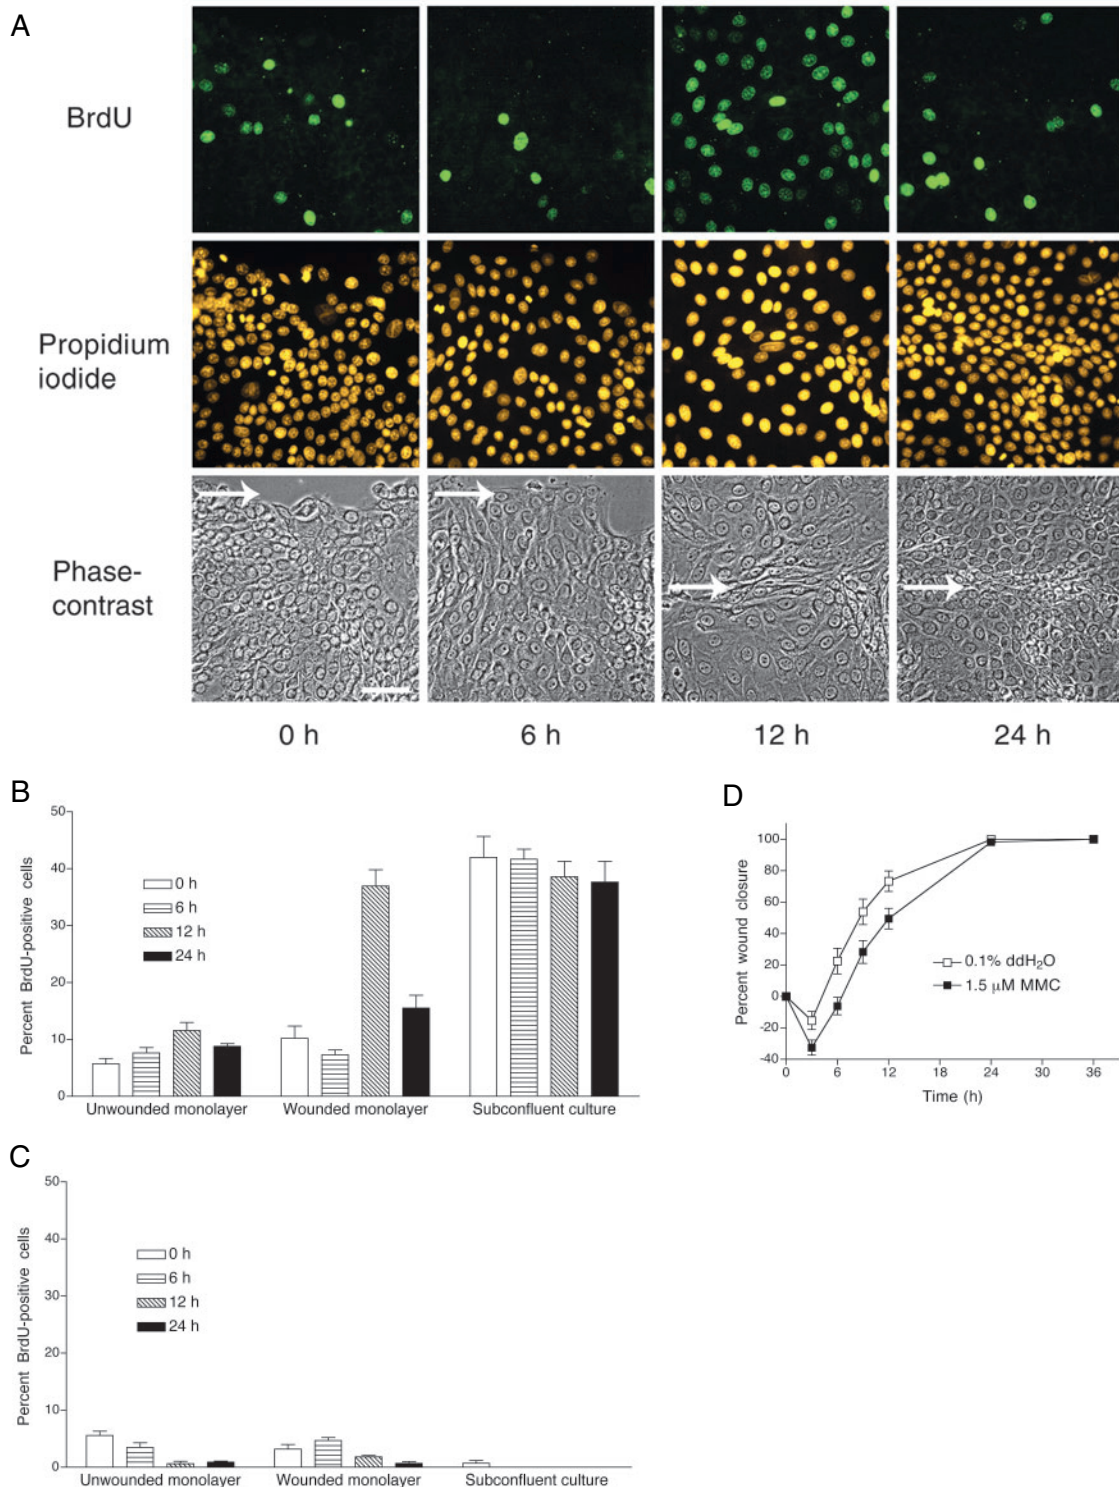 A
BrdU
Propidium
iodide
Phase-
contrast
0 h
6 h
12 h
24 h
B
50
40
30
20
10
0
Percent BrdU-positive cells
0 h
6 h
12 h
24 h
Unwounded monolayer
Wounded monolayer
Subconfluent culture
D
100
80
60
40
20
0
-20
-40
Percent wound closure
0.1% ddH₂O
1.5 μM MMC
0
6
12
18
24
30
36
Time (h)
C
50
40
30
20
10
0
Percent BrdU-positive cells
0 h
6 h
12 h
24 h
Unwounded monolayer
Wounded monolayer
Subconfluent culture